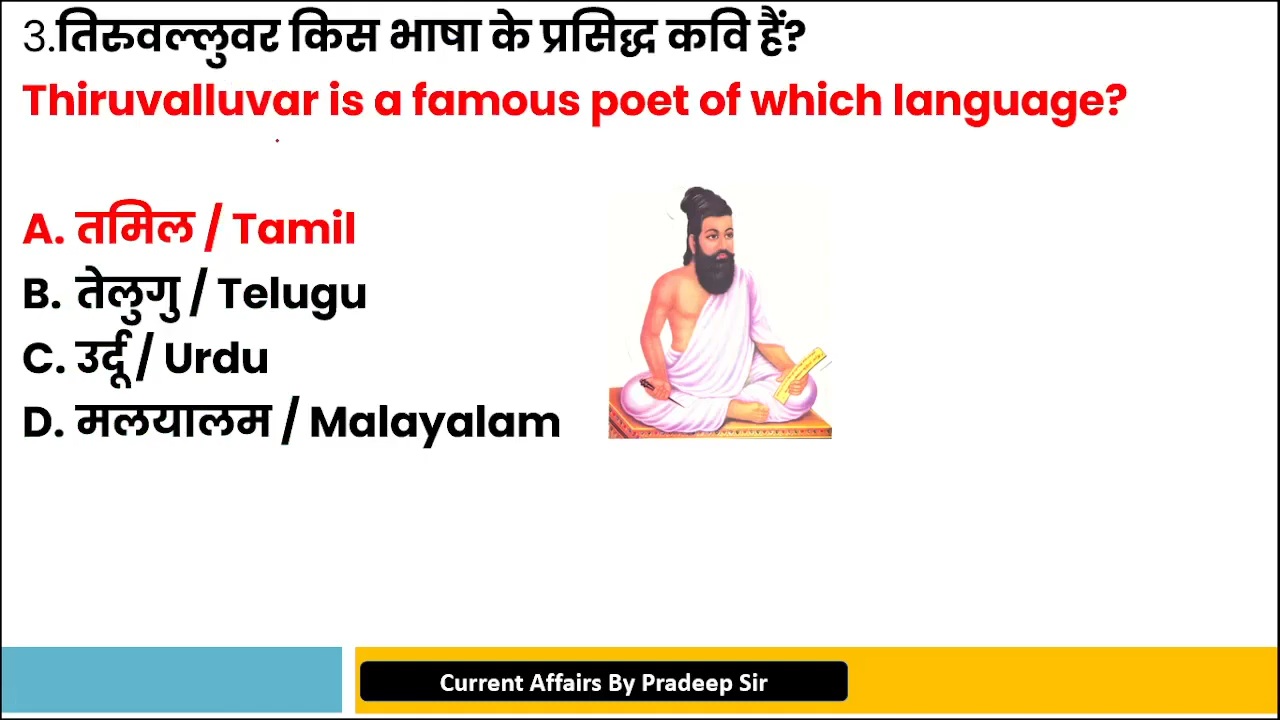 3.तिरुवल्लुवर किस भाषा के प्रसिद्ध कवि हैं?
Thiruvalluvar is a famous poet of which language?
A. तमिल / Tamil
B. तेलुगु / Telugu
C. उर्दू / Urdu
D. मलयालम / Malayalam
Current Affairs By Pradeep Sir